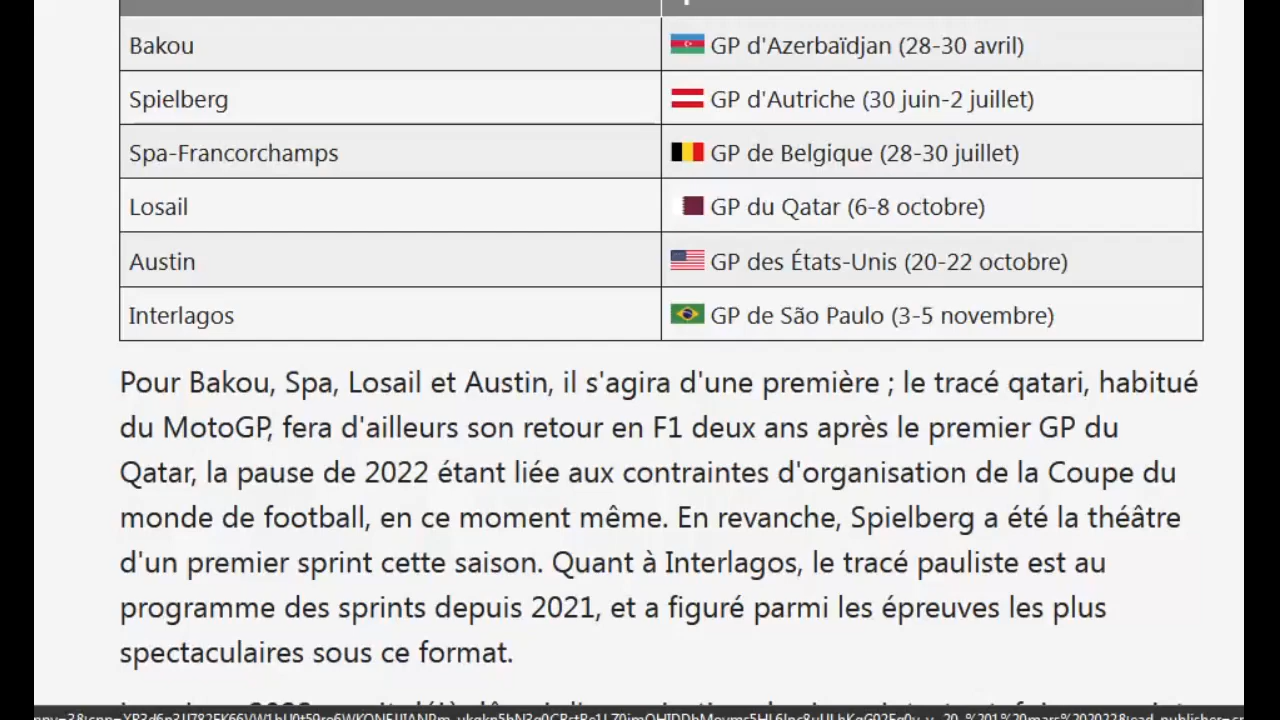 Bakou
GP d'Azerbaïdjan (28-30 avril)
Spielberg
GP d'Autriche (30 juin-2 juillet)
Spa-Francorchamps
GP de Belgique (28-30 juillet)
Losail
GP du Qatar (6-8 octobre)
Austin
GP des États-Unis (20-22 octobre)
Interlagos
GP de São Paulo (3-5 novembre)
Pour Bakou, Spa, Losail et Austin, il s'agira d'une première ; le tracé qatari, habitué
du MotoGP, fera d'ailleurs son retour en F1 deux ans après le premier GP du
Qatar, la pause de 2022 étant liée aux contraintes d'organisation de la Coupe du
monde de football, en ce moment même. En revanche, Spielberg a été la théâtre
d'un premier sprint cette saison. Quant à Interlagos, le tracé pauliste est au
programme des sprints depuis 2021, et a figuré parmi les épreuves les plus
spectaculaires sous ce format.